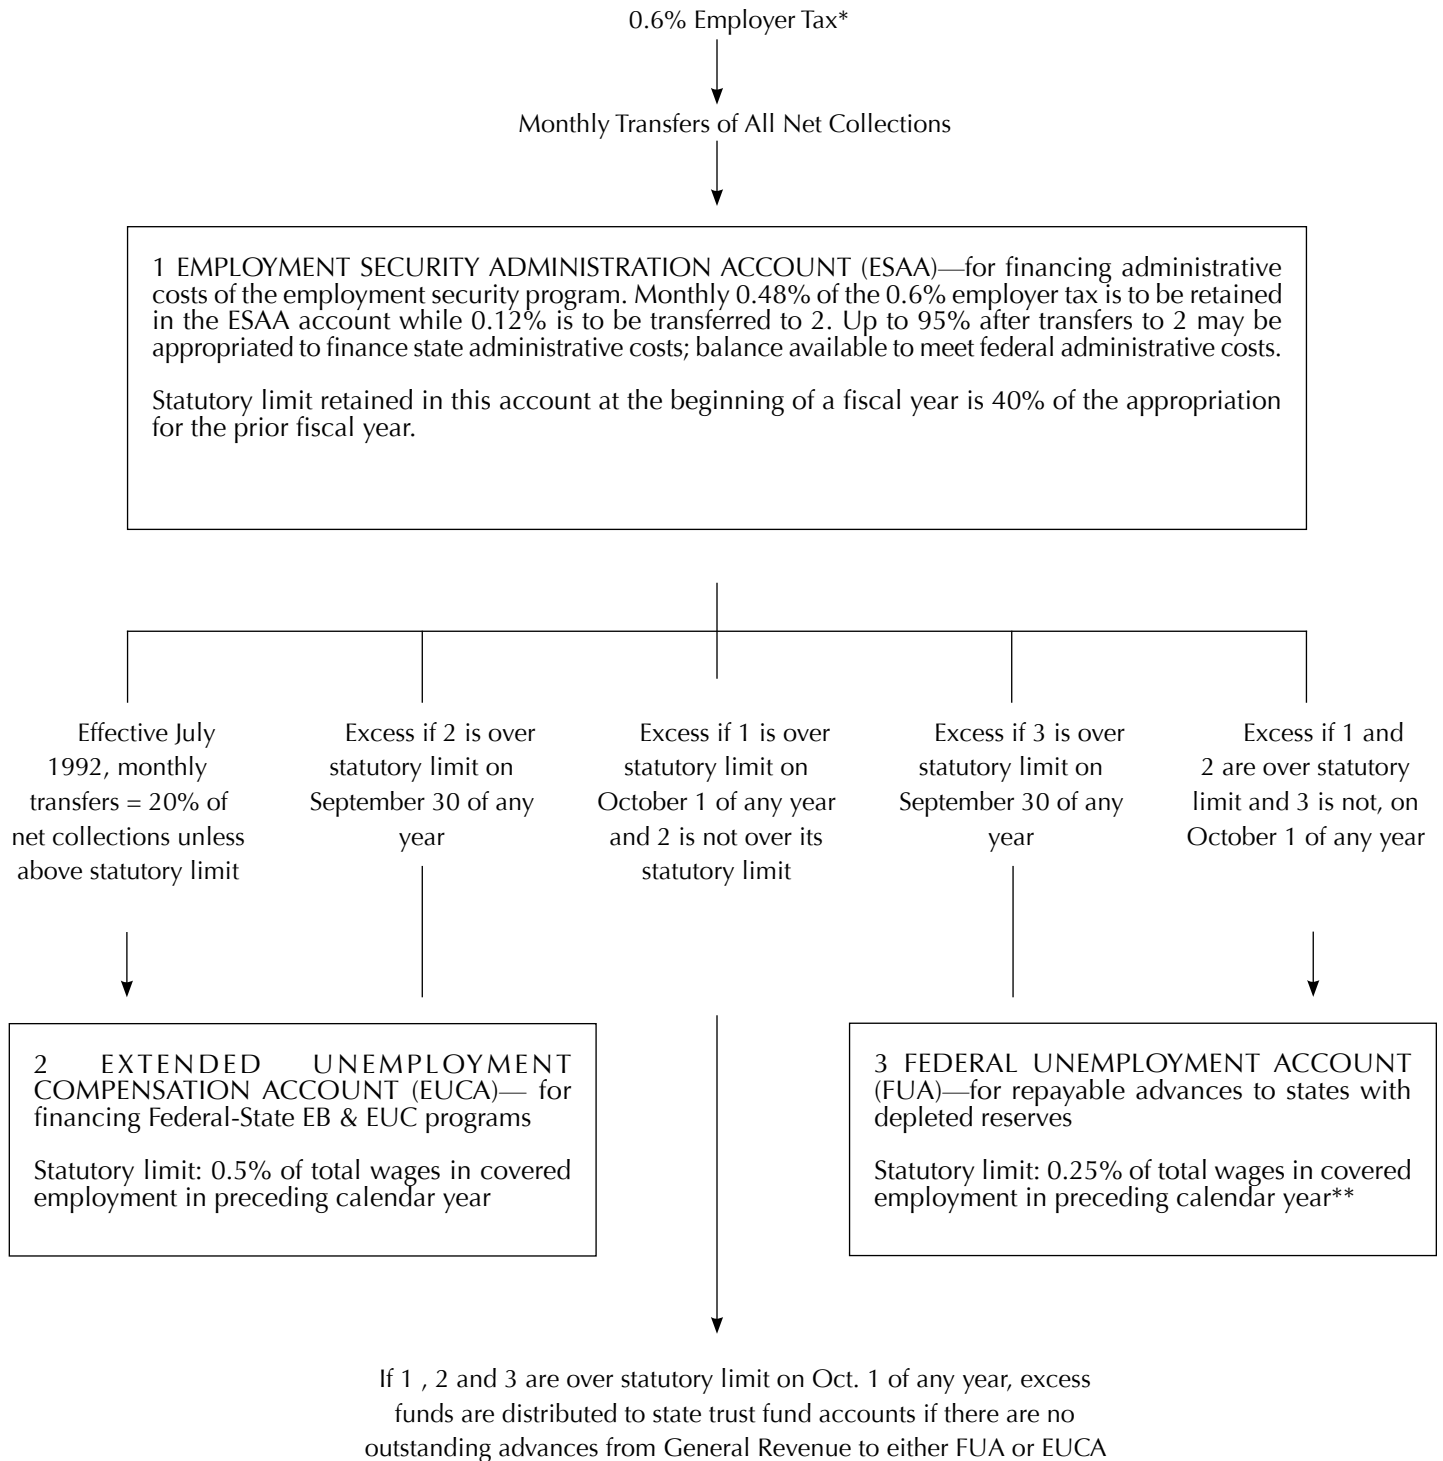 0.6% Employer Tax*
Monthly Transfers of All Net Collections
1 EMPLOYMENT SECURITY ADMINISTRATION ACCOUNT (ESAA)—for financing administrative
costs of the employment security program. Monthly 0.48% of the 0.6% employer tax is to be retained
in the ESAA account while 0.12% is to be transferred to 2. Up to 95% after transfers to 2 may be
appropriated to finance state administrative costs; balance available to meet federal administrative costs.
Statutory limit retained in this account at the beginning of a fiscal year is 40% of the appropriation
for the prior fiscal year.
Effective July
1992, monthly
transfers = 20% of
net collections unless
above statutory limit
Excess if 2 is over
statutory limit on
September 30 of any
year
Excess if 1 is over
statutory limit on
October 1 of any year
and 2 is not over its
statutory limit
Excess if 3 is over
statutory limit on
September 30 of any
year
Excess if 1 and
2 are over statutory
limit and 3 is not, on
October 1 of any year
2 EXTENDED UNEMPLOYMENT
COMPENSATION ACCOUNT (EUCA)— for
financing Federal-State EB & EUC programs
Statutory limit: 0.5% of total wages in covered
employment in preceding calendar year
3 FEDERAL UNEMPLOYMENT ACCOUNT
(FUA)—for repayable advances to states with
depleted reserves
Statutory limit: 0.25% of total wages in covered
employment in preceding calendar year**
If 1 , 2 and 3 are over statutory limit on Oct. 1 of any year, excess
funds are distributed to state trust fund accounts if there are no
outstanding advances from General Revenue to either FUA or EUCA